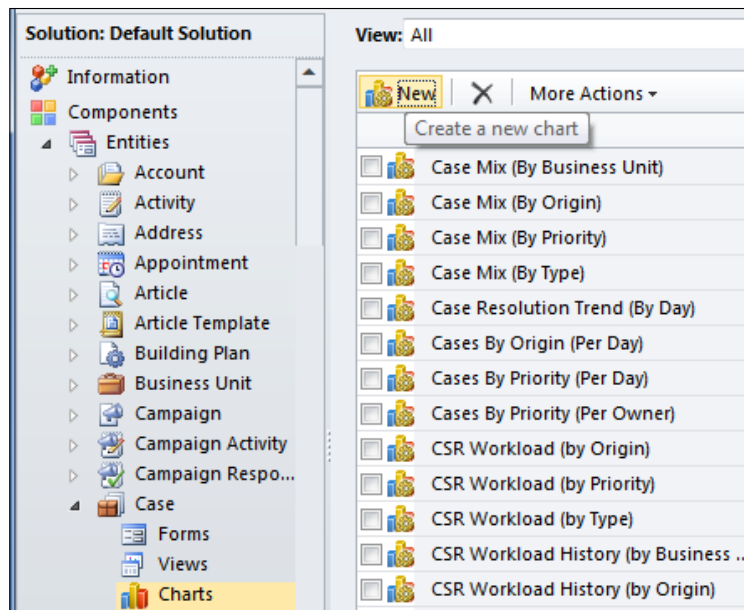 Solution: Default Solution
Information
Components
Entities
Account
Activity
Address
Appointment
Article
Article Template
Building Plan
Business Unit
Campaign
Campaign Activity
Campaign Respo...
Case
Forms
Views
Charts
View: All
New More Actions
Create a new chart
Case Mix (By Business Unit)
Case Mix (By Origin)
Case Mix (By Priority)
Case Mix (By Type)
Case Resolution Trend (By Day)
Cases By Origin (Per Day)
Cases By Priority (Per Day)
Cases By Priority (Per Owner)
CSR Workload (by Origin)
CSR Workload (by Priority)
CSR Workload (by Type)
CSR Workload History (by Business ...
CSR Workload History (by Origin)